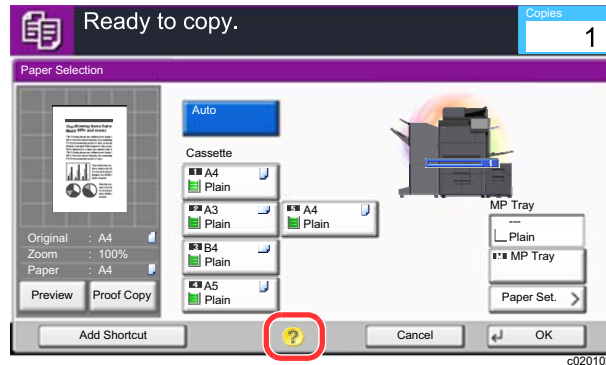 Ready to copy.
Copies
1
Paper Selection
Auto
Cassette
1 A4
Plain
2 A3
Plain
5 A4
Plain
3 B4
Plain
4 A5
Plain
MP Tray
---
Plain
MP Tray
Paper Set.
Original : A4
Zoom : 100%
Paper : A4
Preview
Proof Copy
Add Shortcut
?
Cancel
OK
c02010